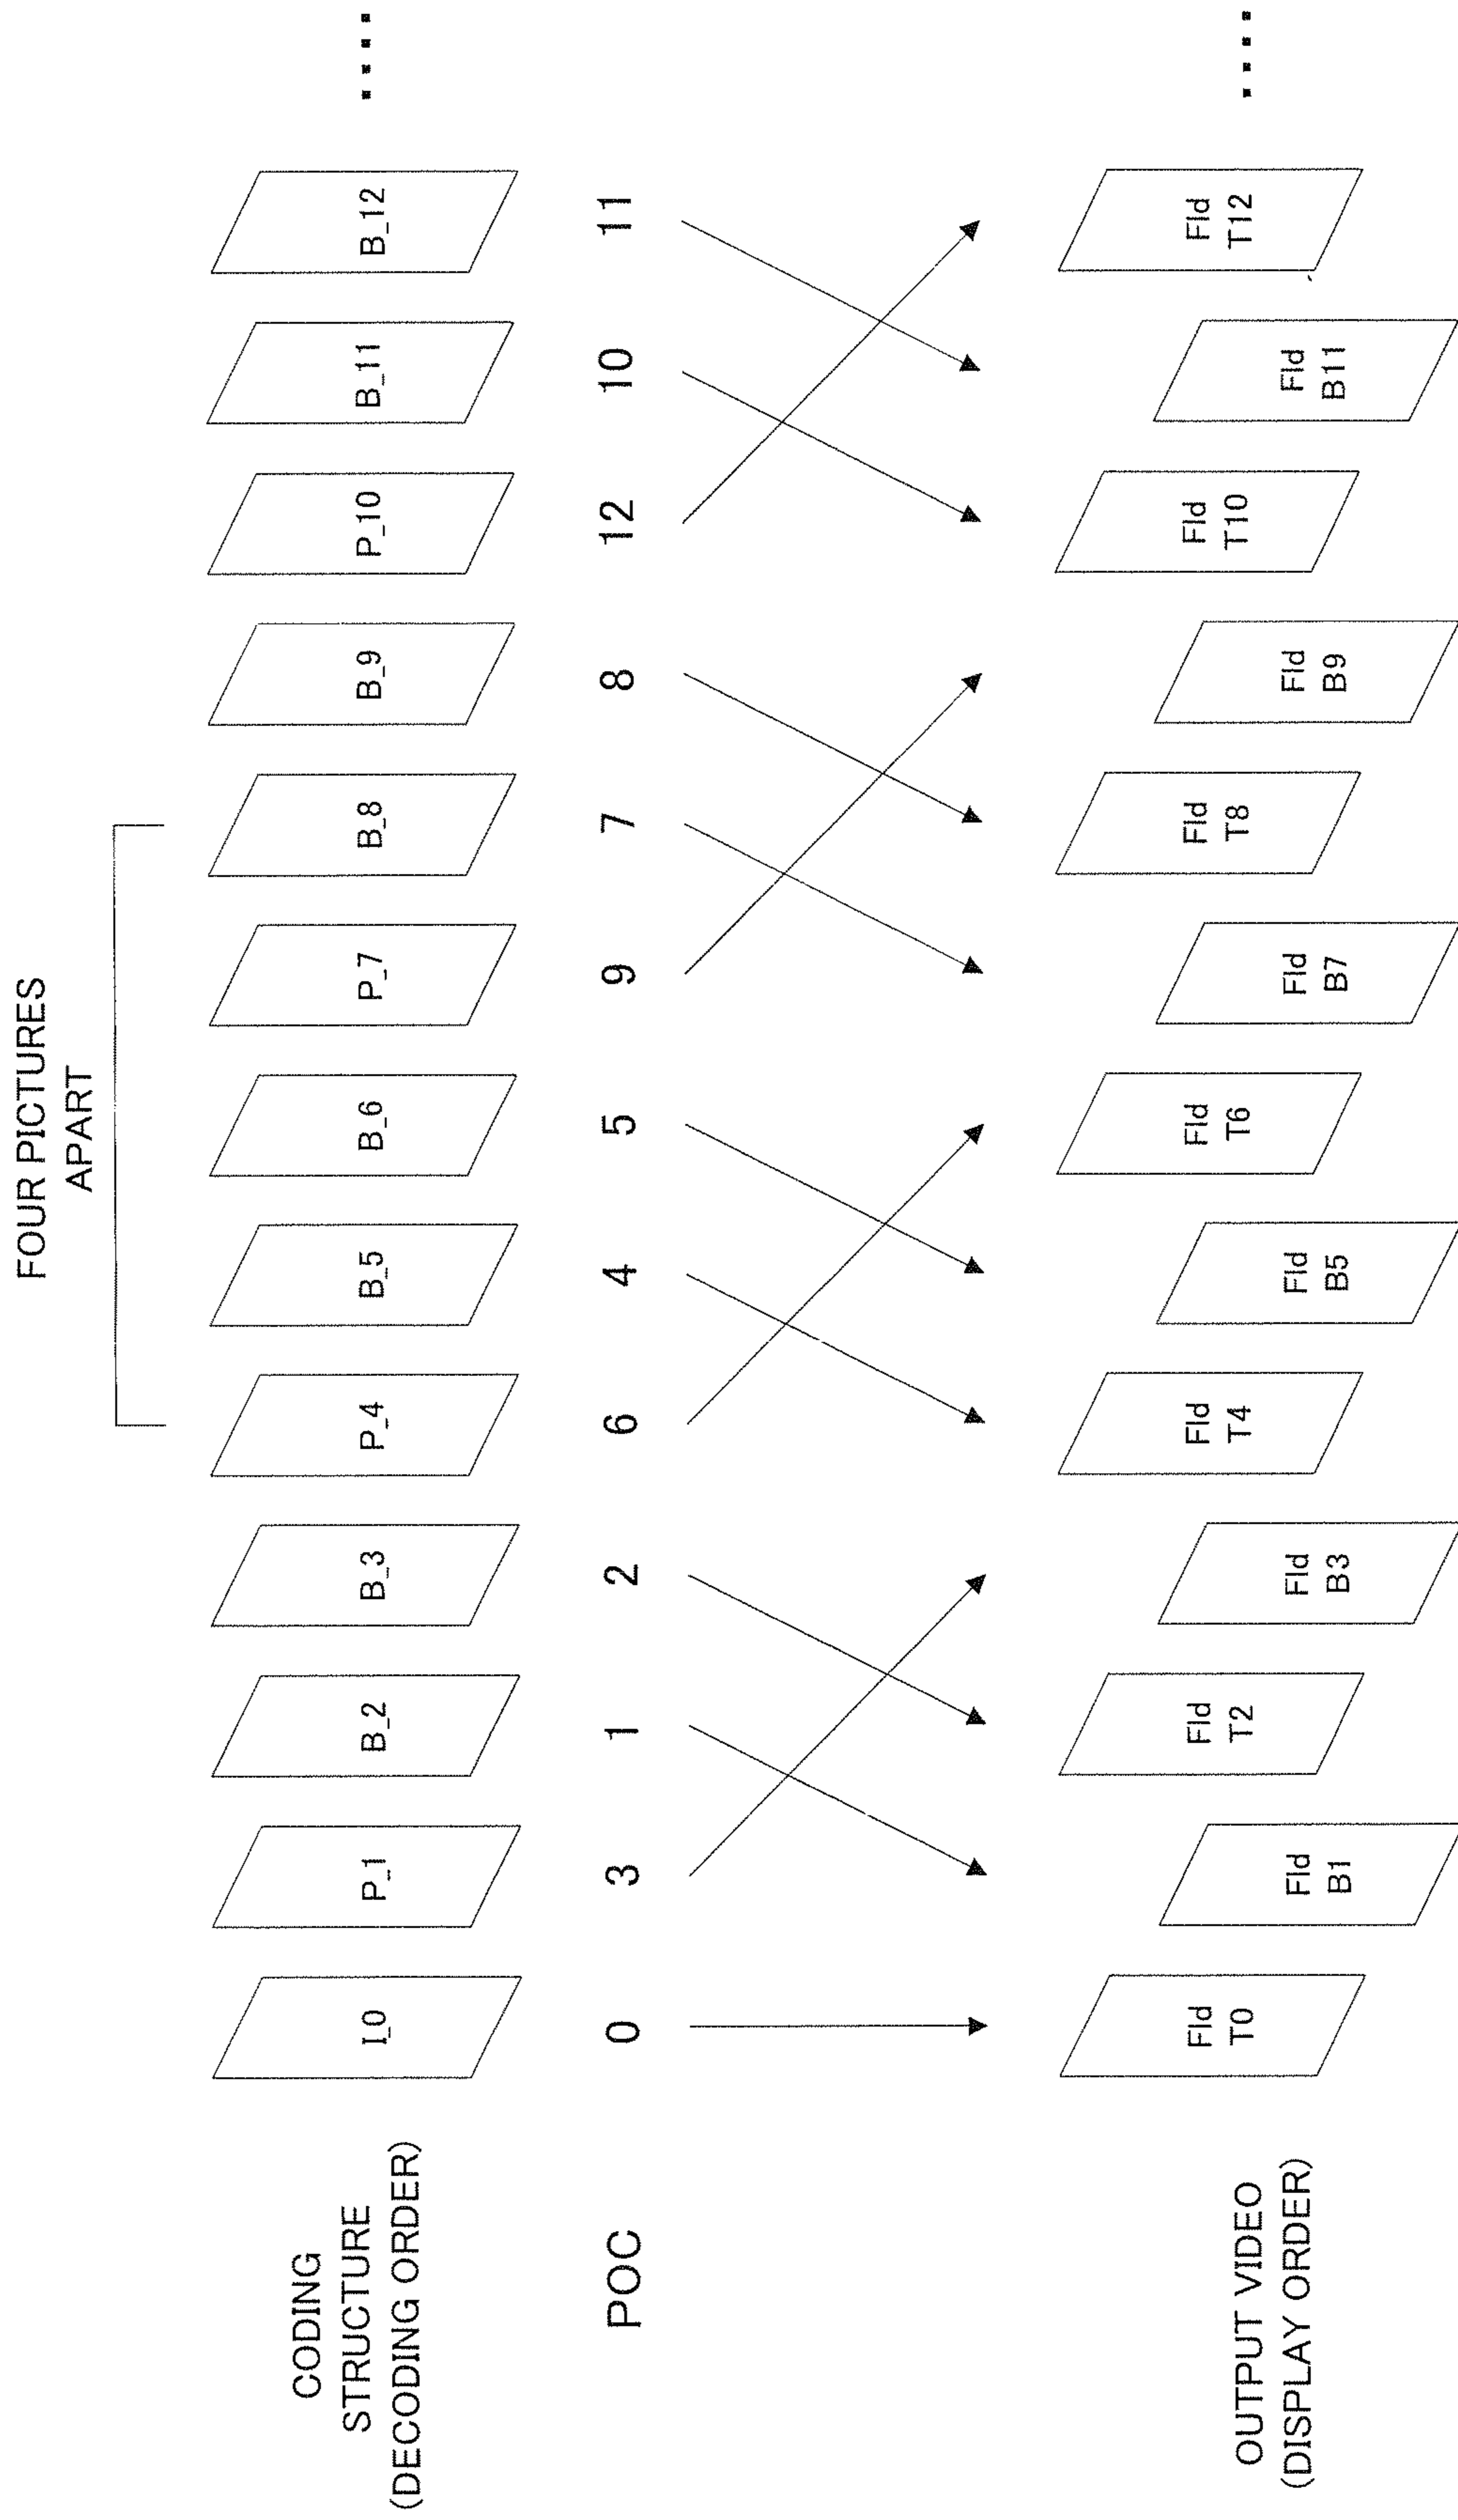 FOUR PICTURES
APART
CODING
STRUCTURE
(DECODING ORDER)
I_0
P_1
B_2
B_3
P_4
B_5
B_6
P_7
B_8
B_9
P_10
B_11
B_12
POC
0
3
1
2
6
4
5
9
7
8
12
10
11
OUTPUT VIDEO
(DISPLAY ORDER)
Fld
T0
Fld
B1
Fld
T2
Fld
B3
Fld
T4
Fld
B5
Fld
T6
Fld
B7
Fld
T8
Fld
B9
Fld
T10
Fld
B11
Fld
T12